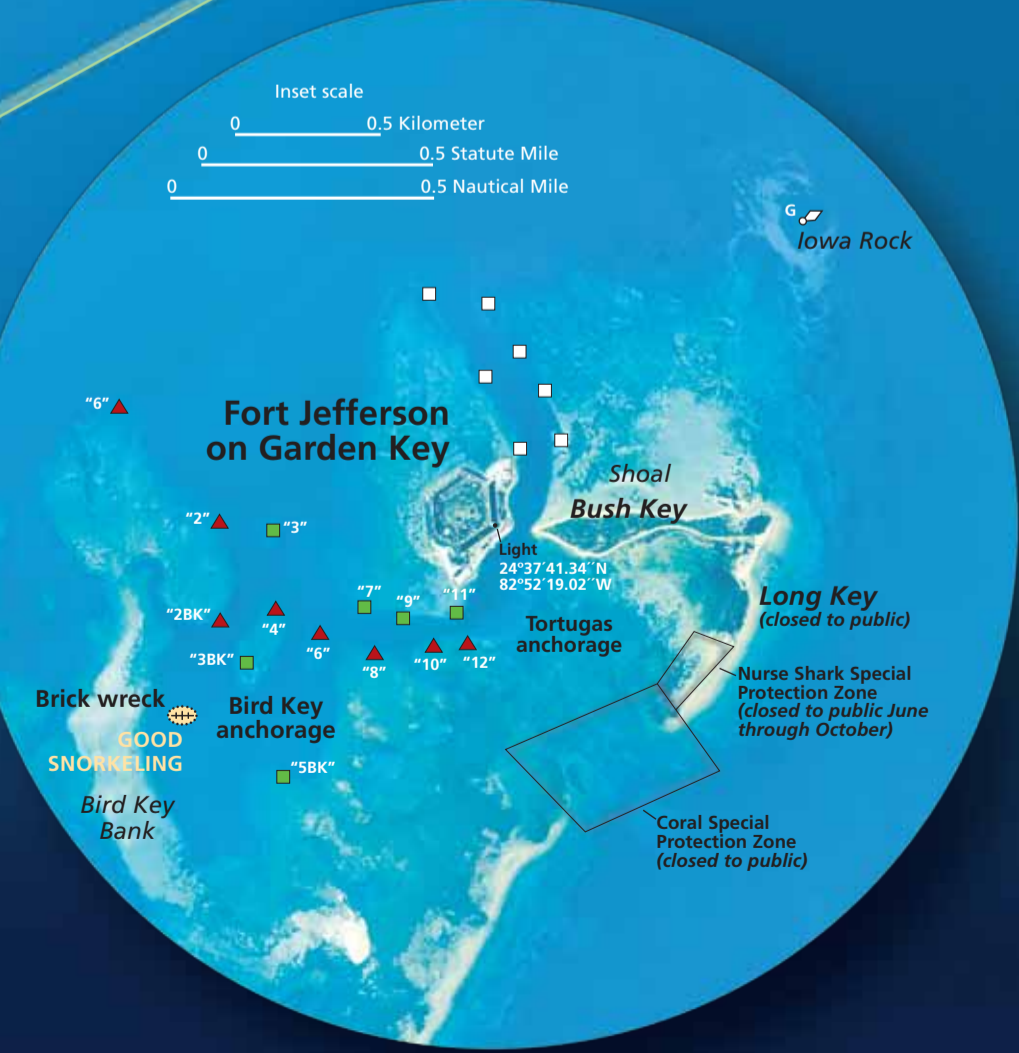 Inset scale
0 0.5 Kilometer
0 0.5 Statute Mile
0 0.5 Nautical Mile
G
Iowa Rock
“6”
Fort Jefferson
on Garden Key
Shoal
Bush Key
“2”
“3”
Light
24º37´41.34´´N
82º52´19.02´´W
“7”
“9”
“11”
“2BK”
“4”
“6”
“8”
“10”
“12”
“3BK”
Tortugas
anchorage
Long Key
(closed to public)
Nurse Shark Special
Protection Zone
(closed to public June
through October)
Brick wreck
GOOD
SNORKELING
Bird Key
anchorage
“5BK”
Bird Key
Bank
Coral Special
Protection Zone
(closed to public)